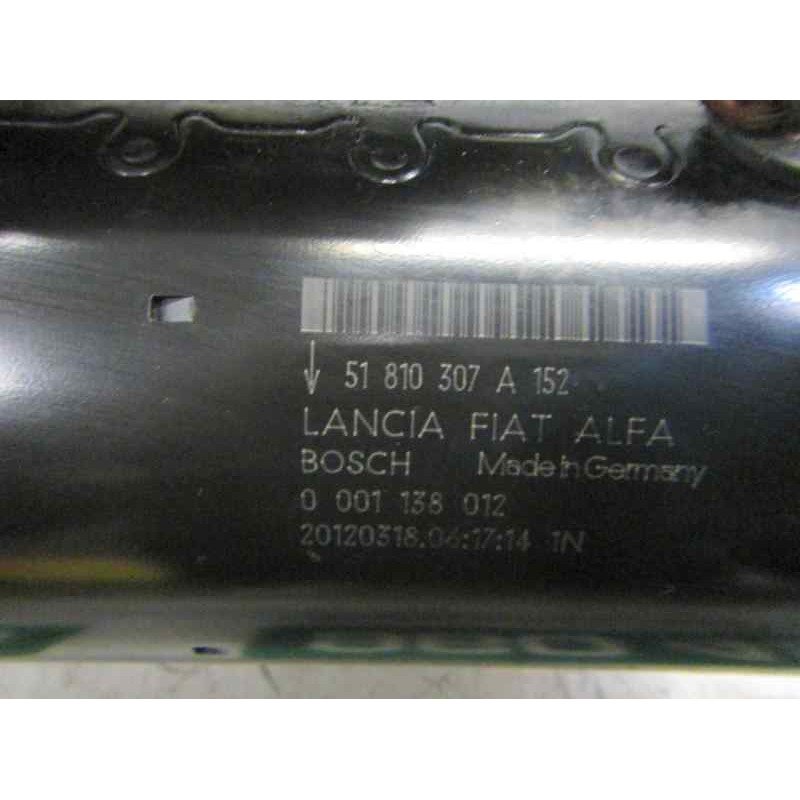 ↓ 51 810 307 A 152
LANCIA FIAT ALFA
BOSCH Made in Germany
0 001 138 012
20120318.06:17:14 1N